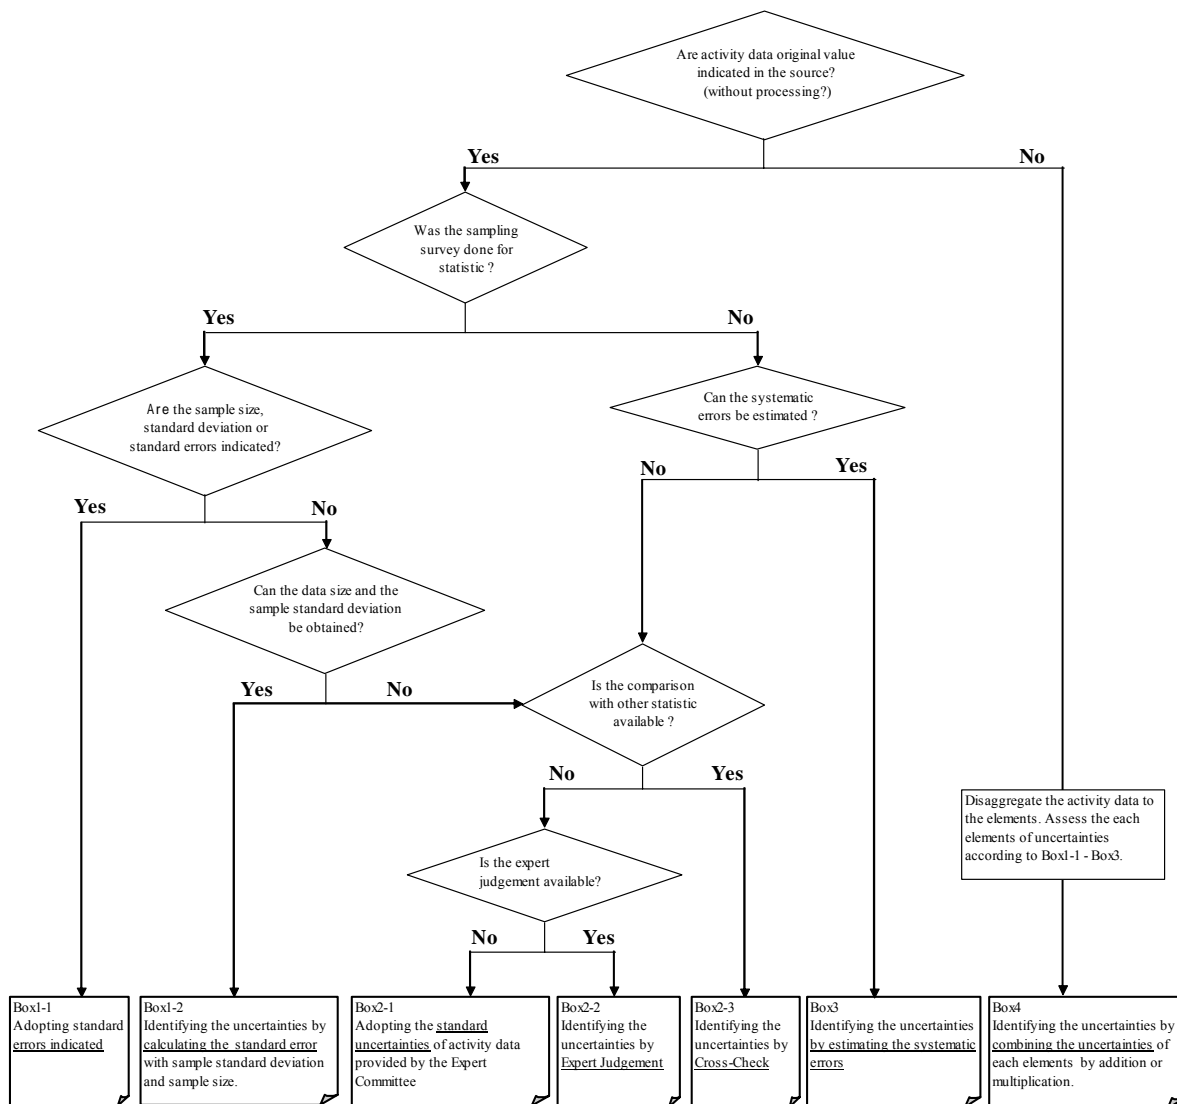 Are activity data original value
indicated in the source?
(without processing?)
Yes
No
Was the sampling
survey done for
statistic ?
Yes
No
Are the sample size,
standard deviation or
standard errors indicated?
Can the systematic
errors be estimated ?
Yes
No
No
Yes
Can the data size and the
sample standard deviation
be obtained?
Yes
No
Is the comparison
with other statistic
available ?
No
Yes
Disaggregate the activity data to
the elements. Assess the each
elements of uncertainties
according to Box1-1 - Box3.
Is the expert
judgement available?
No
Yes
Box1-1
Adopting standard
errors indicated
Box1-2
Identifying the uncertainties by
calculating the standard error
with sample standard deviation
and sample size.
Box2-1
Adopting the standard
uncertainties of activity data
provided by the Expert
Committee
Box2-2
Identifying the
uncertainties by
Expert Judgement
Box2-3
Identifying the
uncertainties by
Cross-Check
Box3
Identifying the uncertainties
by estimating the systematic
errors
Box4
Identifying the uncertainties by
combining the uncertainties of
each elements by addition or
multiplication.